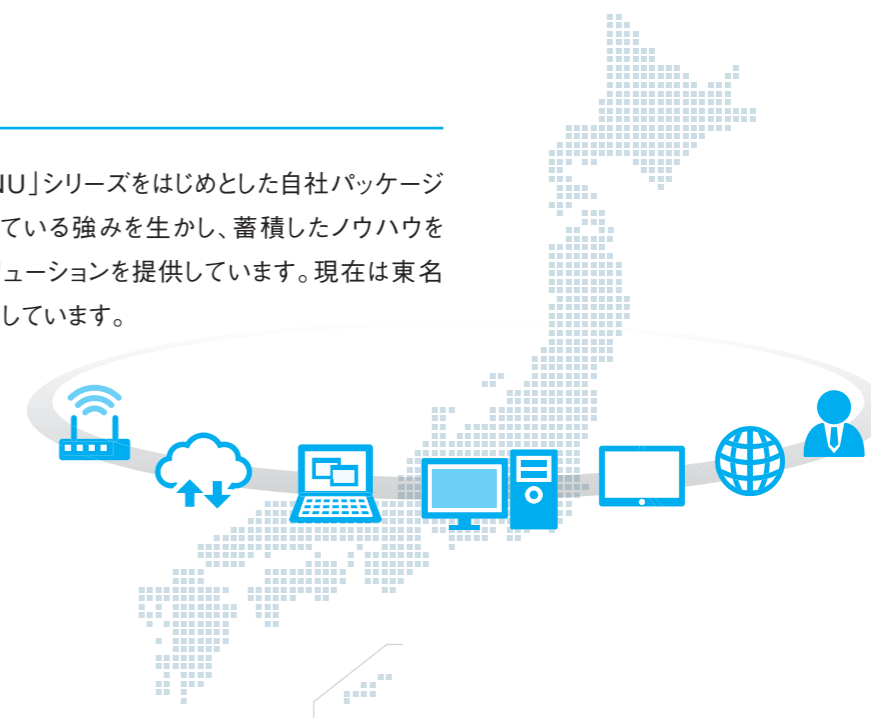 NU」シリーズをはじめとした自社パッケージ
ている強みを生かし、蓄積したノウハウを
ューションを提供しています。現在は東名
しています。